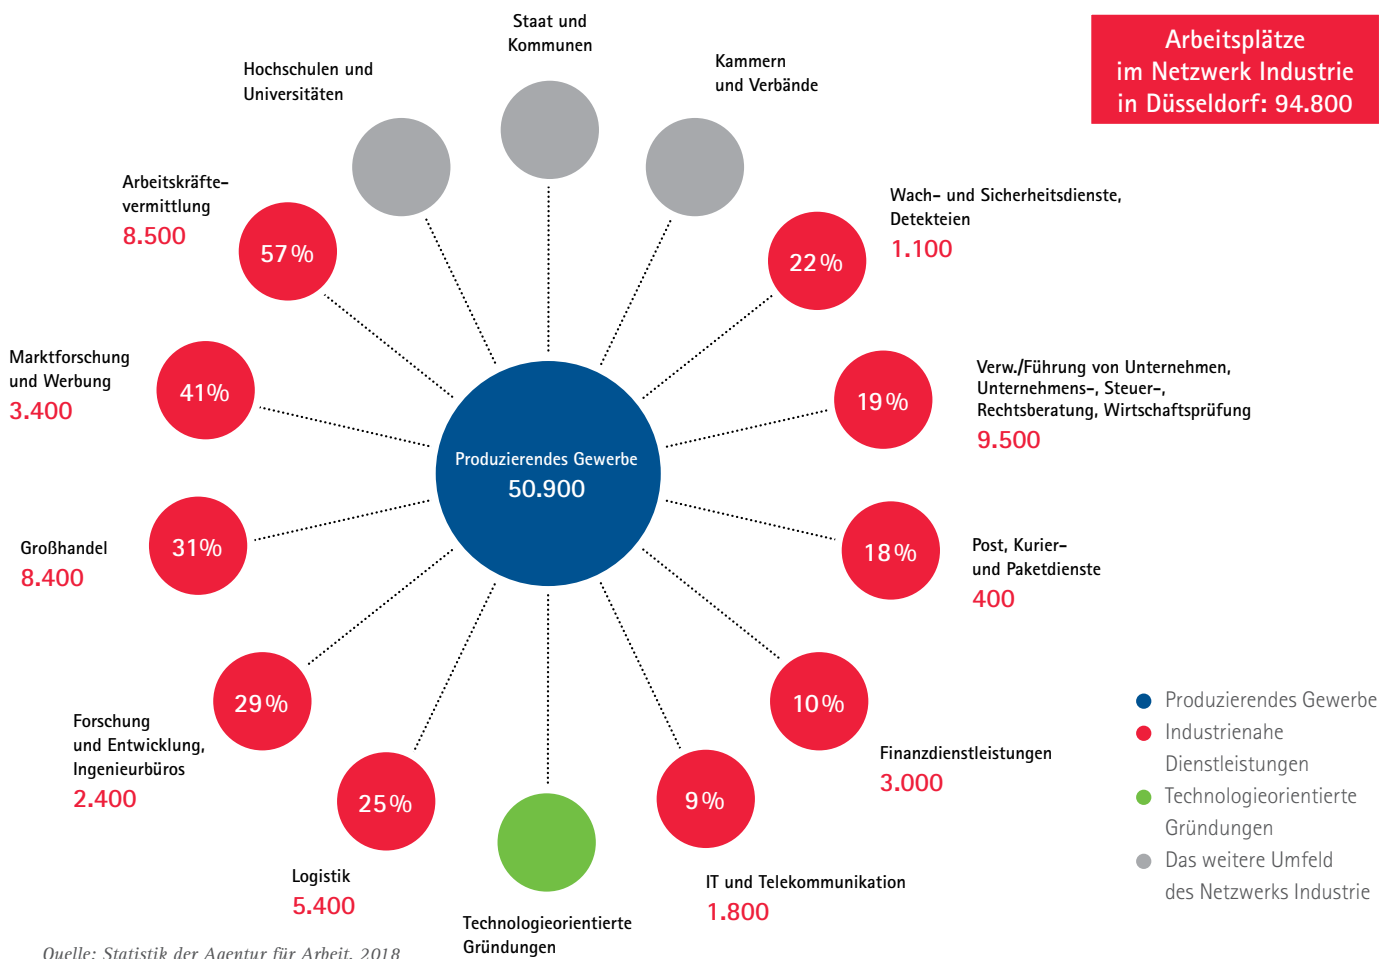 Staat und
Kommunen
Hochschulen und
Universitäten
Kammern
und Verbände
Arbeitsplätze
im Netzwerk Industrie
in Düsseldorf: 94.800
Arbeitskräfte-
vermittlung
8.500
57%
Wach- und Sicherheitsdienste,
Detekteien
1.100
22%
Marktforschung
und Werbung
3.400
41%
Verw./Führung von Unternehmen,
Unternehmens-, Steuer-,
Rechtsberatung, Wirtschaftsprüfung
9.500
19%
Produzierendes Gewerbe
50.900
Großhandel
8.400
31%
Post, Kurier-
und Paketdienste
400
18%
Forschung
und Entwicklung,
Ingenieurbüros
2.400
29%
Finanzdienstleistungen
3.000
10%
Logistik
5.400
25%
IT und Telekommunikation
1.800
9%
Technologieorientierte
Gründungen
Produzierendes Gewerbe
Industrienahe
Dienstleistungen
Technologieorientierte
Gründungen
Das weitere Umfeld
des Netzwerks Industrie
Quelle: Statistik der Agentur für Arbeit, 2018